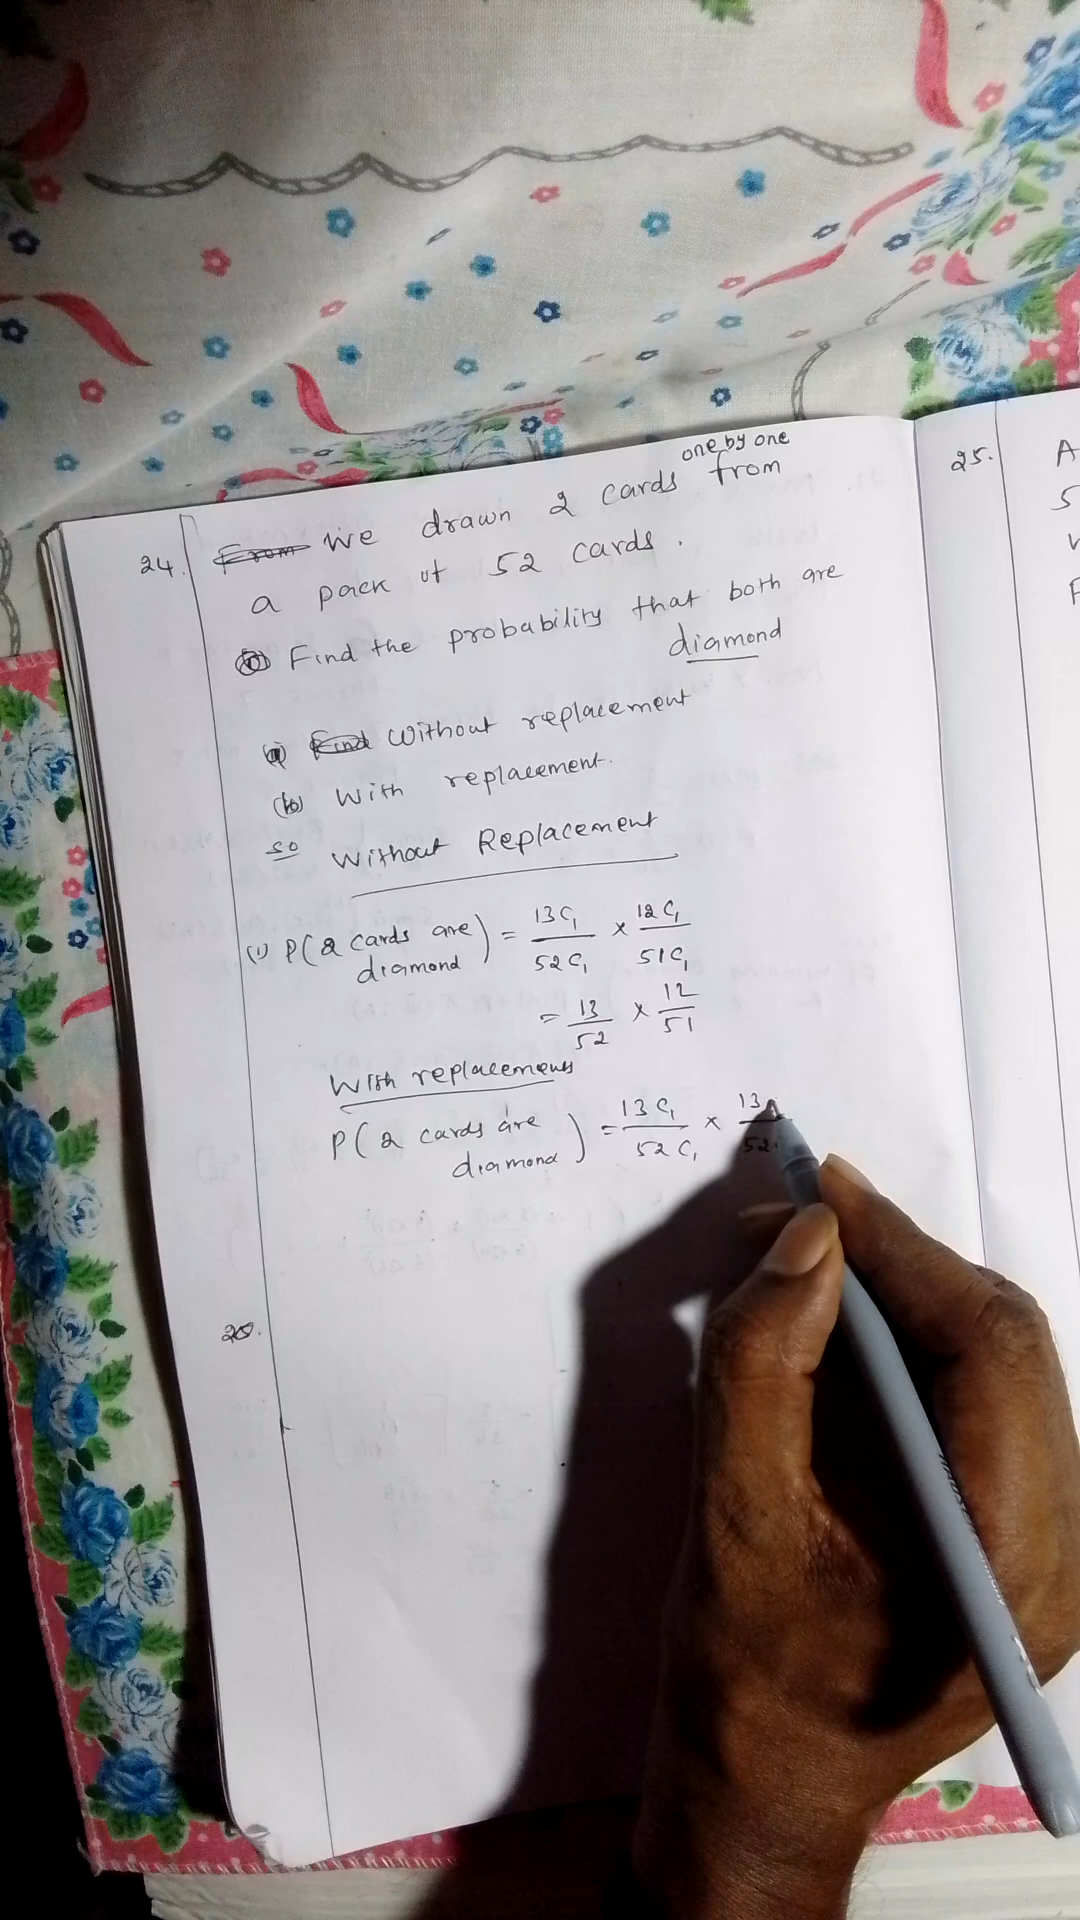 one by one
24. From We drawn 2 cards from
a pack of 52 cards.
Find the probability that both are
diamond
(a) Find Without replacement
(b) With replacement.
so Without Replacement
(1) P(2 cards are diamond) = 13C₁/52C₁ × 12C₁/51C₁
= 13/52 × 12/51
With replacement
P(2 cards are diamond) = 13C₁/52C₁ × 13/52
25.
25. A
S